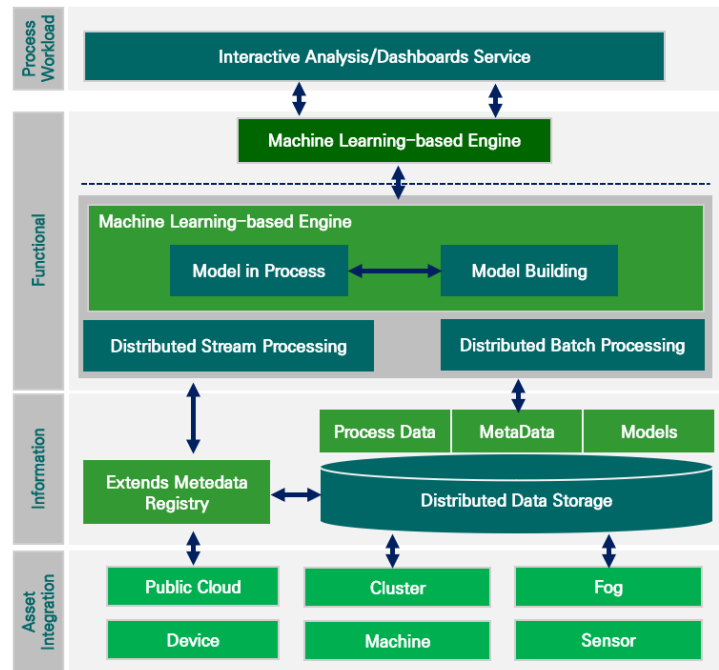 Process
Workload
Interactive Analysis/Dashboards Service
Functional
Machine Learning-based Engine
Machine Learning-based Engine
Model in Process
Model Building
Distributed Stream Processing
Distributed Batch Processing
Information
Process Data
MetaData
Models
Extends Metedata
Registry
Distributed Data Storage
Asset
Integration
Public Cloud
Cluster
Fog
Device
Machine
Sensor